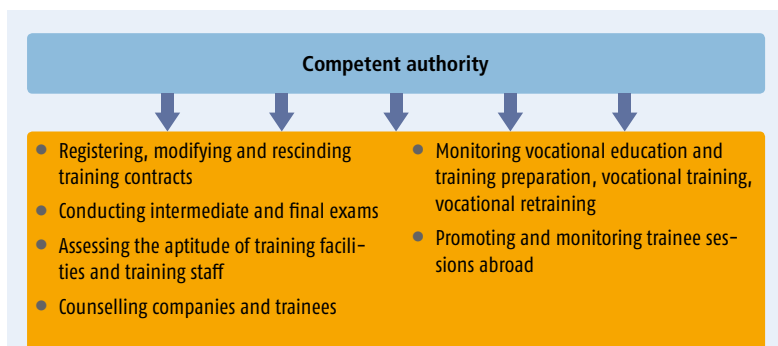 Competent authority
• Registering, modifying and rescinding
training contracts
• Conducting intermediate and final exams
• Assessing the aptitude of training facili-
ties and training staff
• Counselling companies and trainees
• Monitoring vocational education and
training preparation, vocational training,
vocational retraining
• Promoting and monitoring trainee ses-
sions abroad